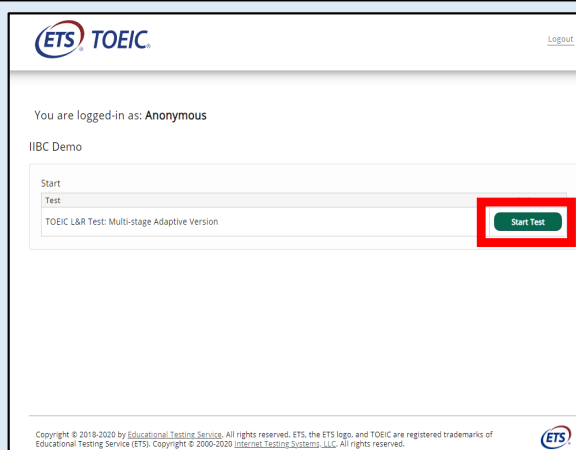 ETS® TOEIC®
Logout
You are logged-in as: Anonymous
IIBC Demo
Start
Test
TOEIC L&R Test: Multi-stage Adaptive Version
Start Test
Copyright © 2018-2020 by Educational Testing Service. All rights reserved. ETS, the ETS logo, and TOEIC are registered trademarks of
Educational Testing Service (ETS). Copyright © 2000-2020 Internet Testing Systems, LLC. All rights reserved.
ETS®